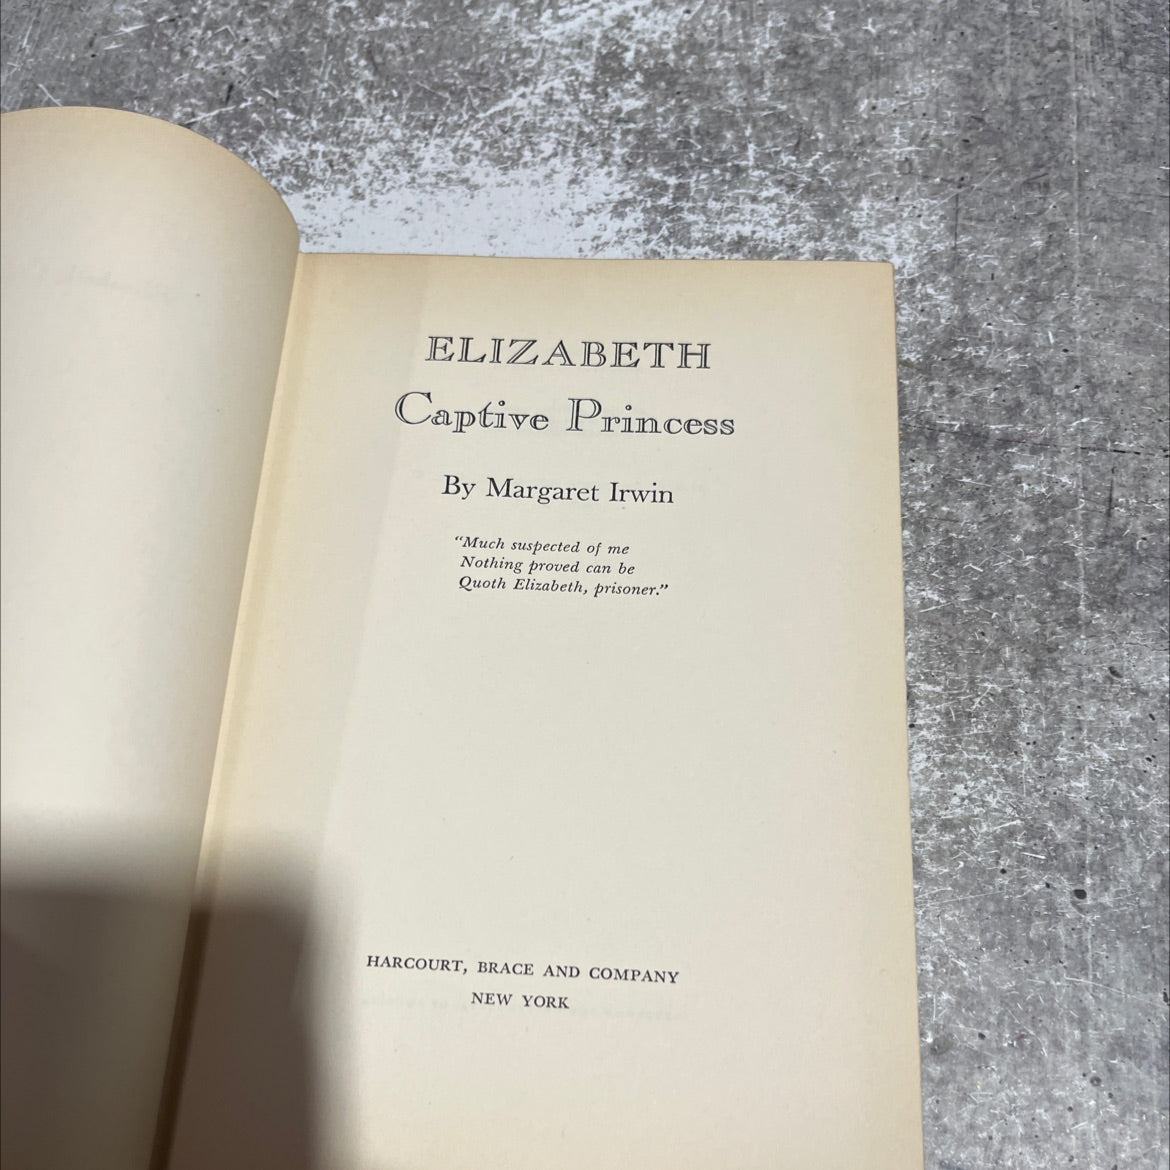 ELIZABETH
Captive Princess
By Margaret Irwin
“Much suspected of me
Nothing proved can be
Quoth Elizabeth, prisoner.”
HARCOURT, BRACE AND COMPANY
NEW YORK